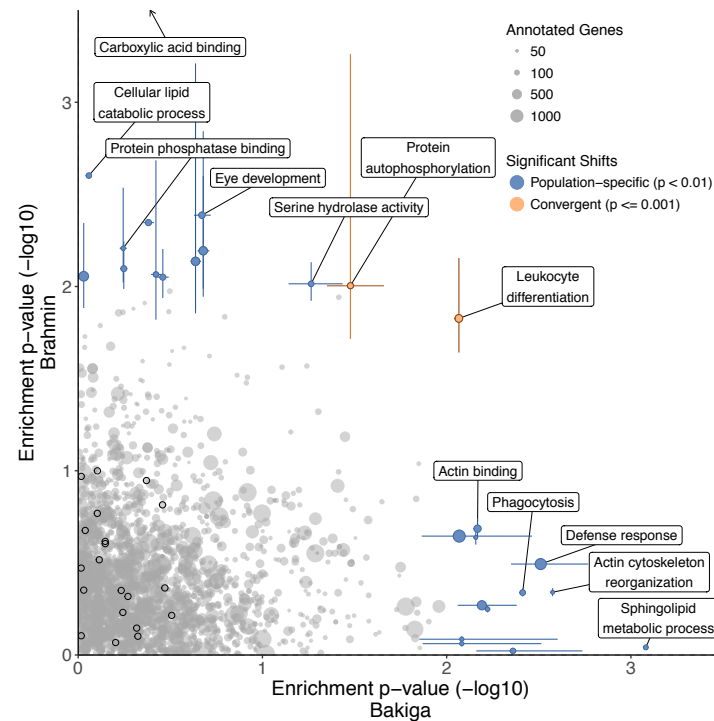 Carboxylic acid binding
Cellular lipid
catabolic process
Protein phosphatase binding
Eye development
Serine hydrolase activity
Protein
autophosphorylation
Leukocyte
differentiation
Annotated Genes
50
100
500
1000
Significant Shifts
Population−specific (p < 0.01)
Convergent (p <= 0.001)
Actin binding
Phagocytosis
Defense response
Actin cytoskeleton
reorganization
Sphingolipid
metabolic process
3
2
1
0
0
1
2
3
Enrichment p−value (−log10)
Brahmin
Enrichment p−value (−log10)
Bakiga